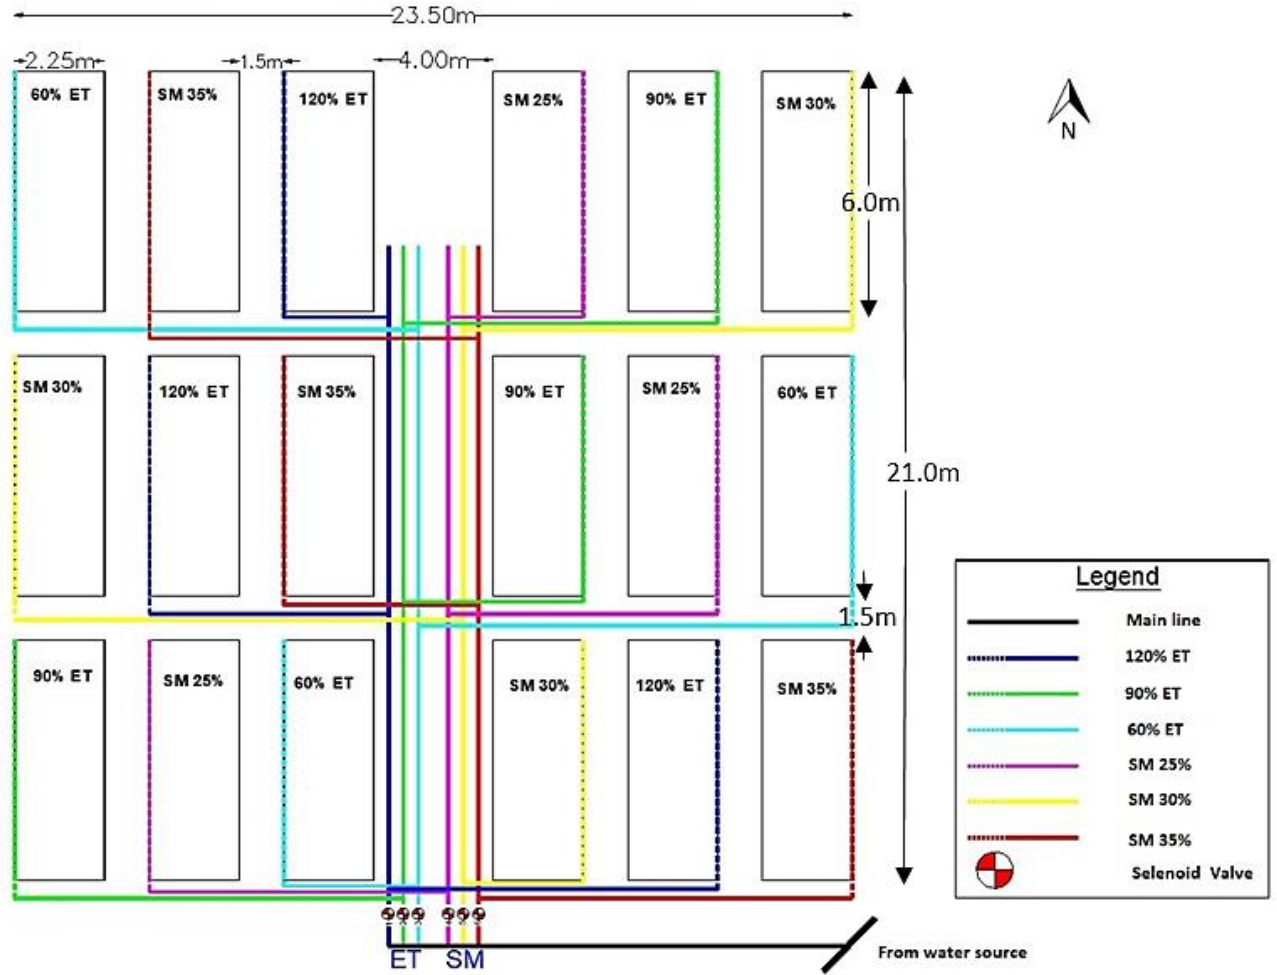 23.50m
2.25m
1.5m
4.00m
60% ET
SM 35%
120% ET
SM 25%
90% ET
SM 30%
N
6.0m
SM 30%
120% ET
SM 35%
90% ET
SM 25%
60% ET
21.0m
1.5m
90% ET
SM 25%
60% ET
SM 30%
120% ET
SM 35%
ET
SM
From water source
Legend
Main line
120% ET
90% ET
60% ET
SM 25%
SM 30%
SM 35%
Selenoid Valve